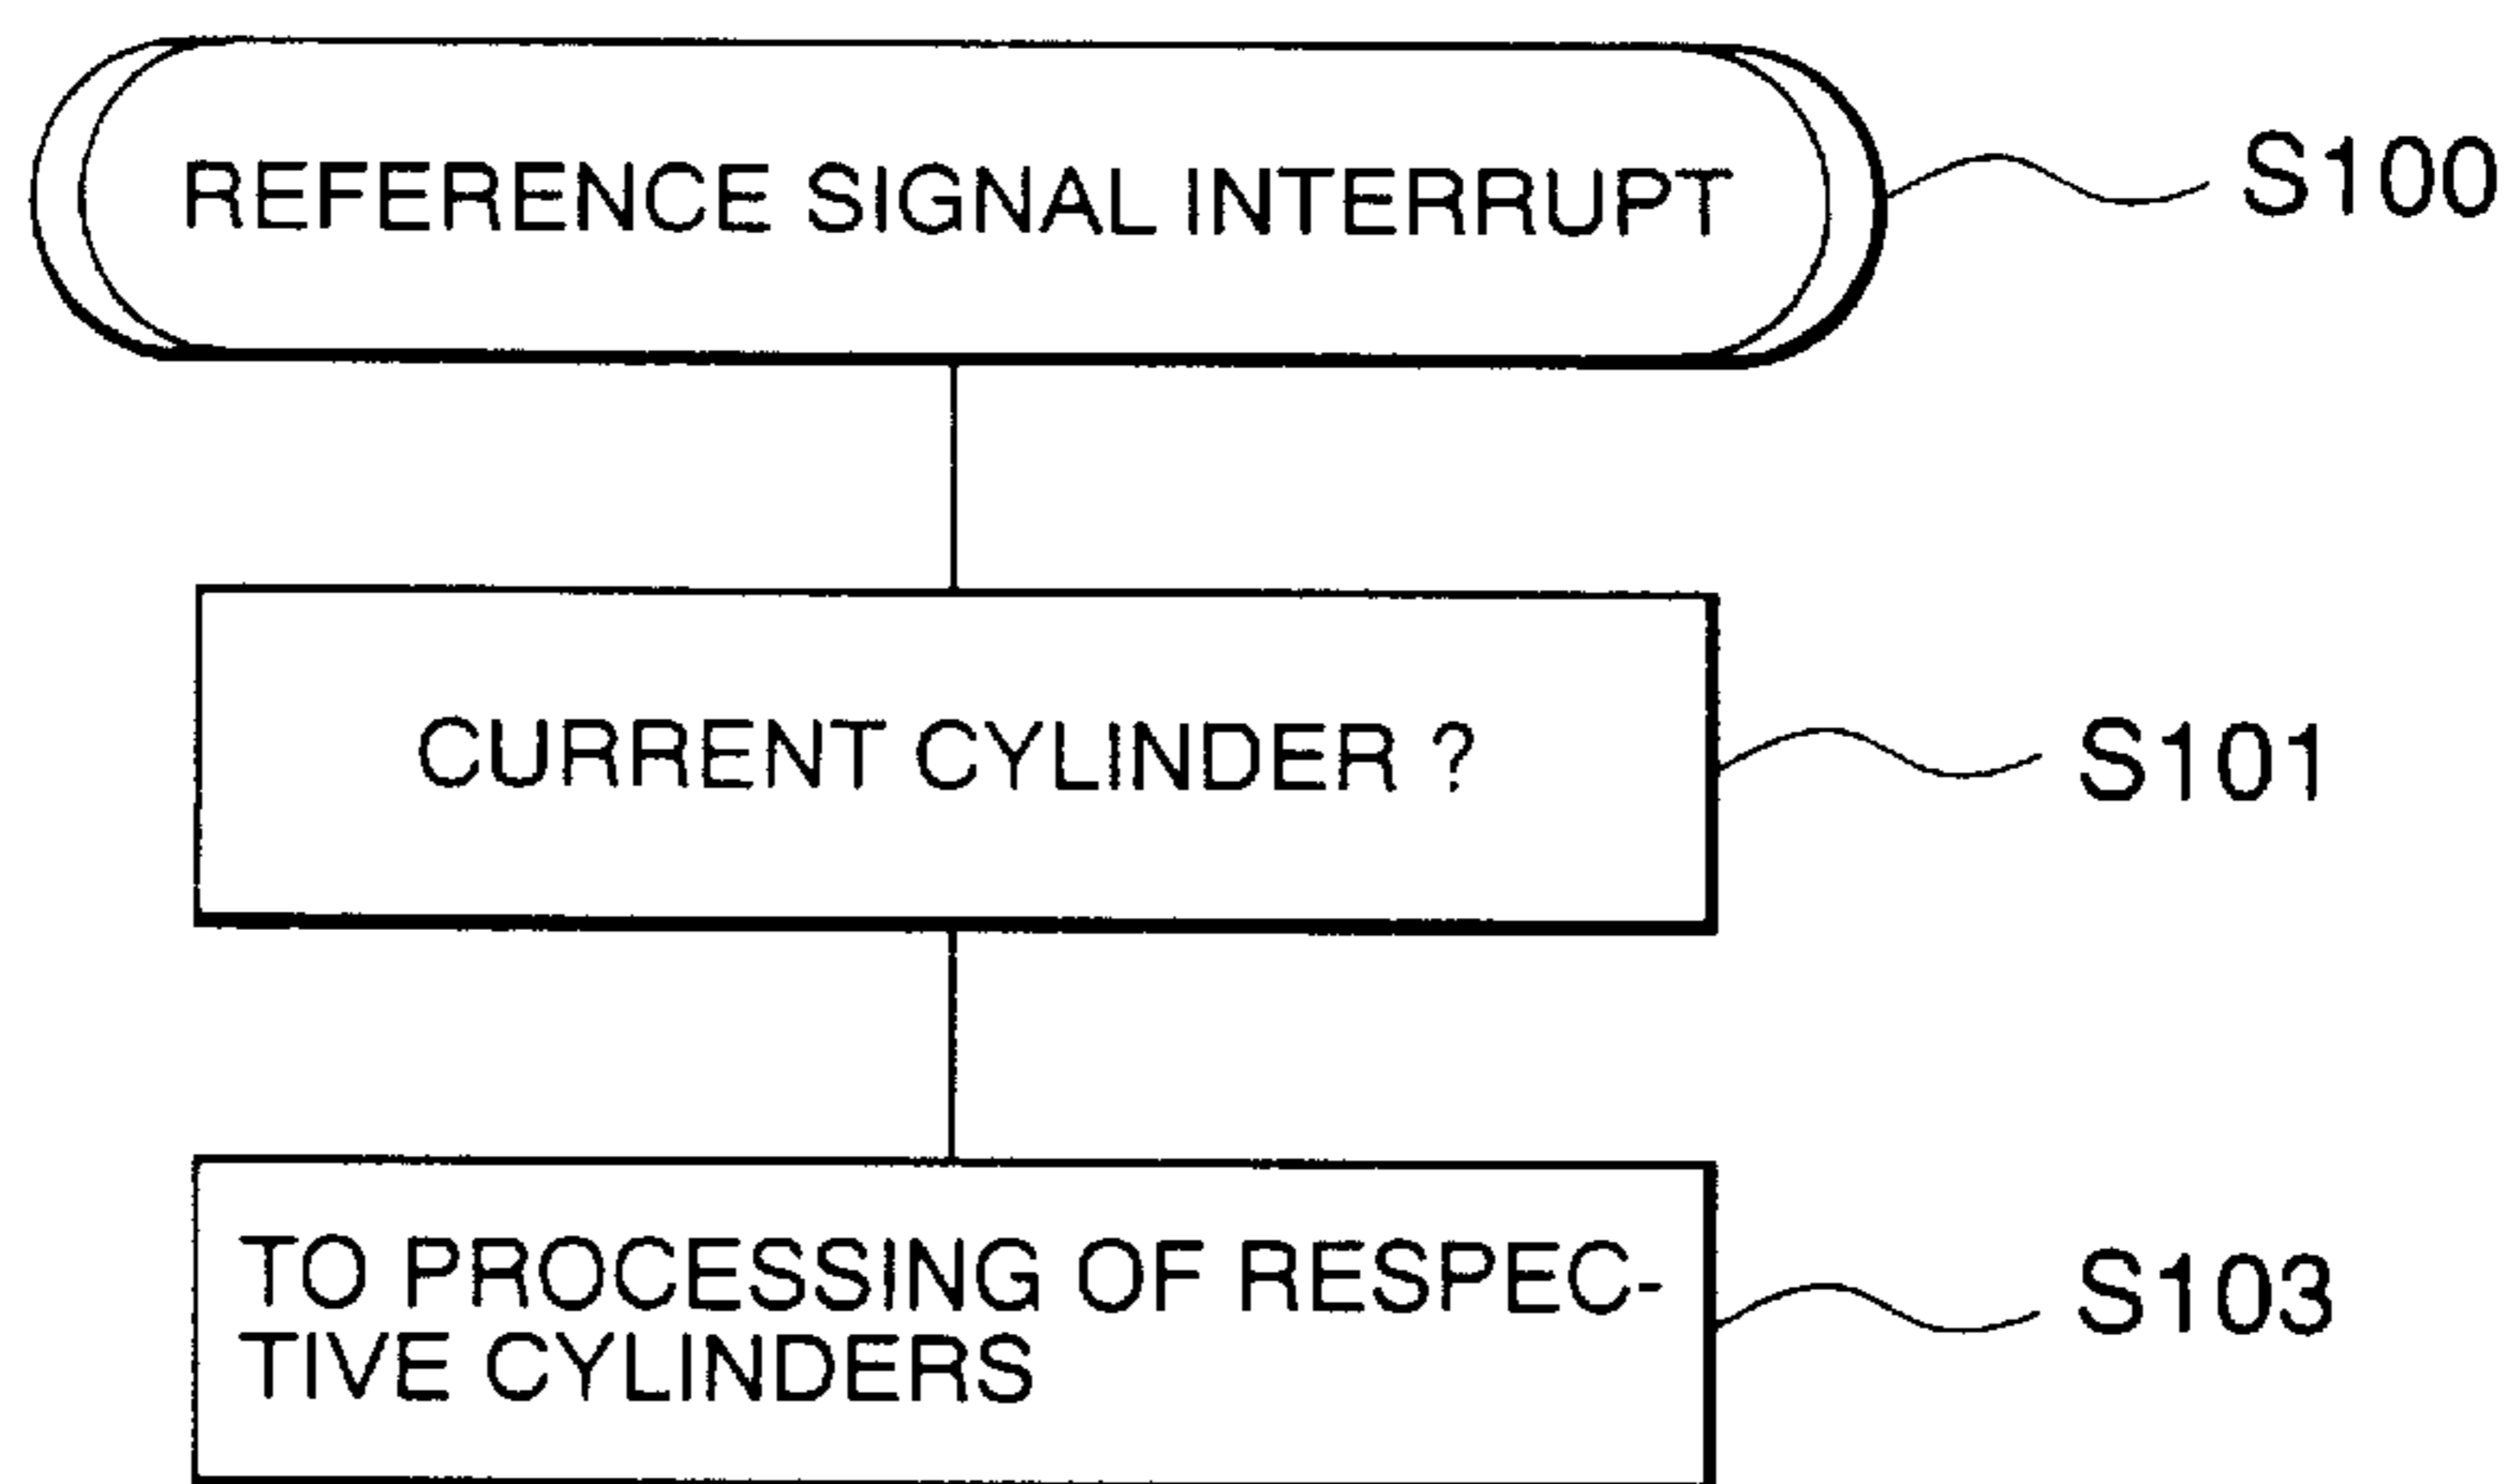 REFERENCE SIGNAL INTERRUPT S100
CURRENT CYLINDER ? S101
TO PROCESSING OF RESPEC-
TIVE CYLINDERS
S103